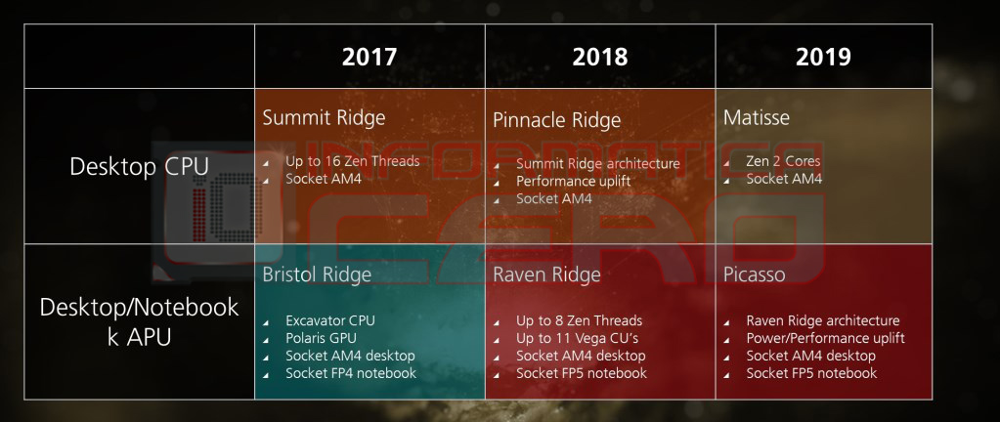 2017
2018
2019
Desktop CPU
Summit Ridge
Up to 16 Zen Threads
Socket AM4
Pinnacle Ridge
Summit Ridge architecture
Performance uplift
Socket AM4
Matisse
Zen 2 Cores
Socket AM4
INFORMATICA
CERO
10
Desktop/Notebook
k APU
Bristol Ridge
Excavator CPU
Polaris GPU
Socket AM4 desktop
Socket FP4 notebook
Raven Ridge
Up to 8 Zen Threads
Up to 11 Vega CU's
Socket AM4 desktop
Socket FP5 notebook
Picasso
Raven Ridge architecture
Power/Performance uplift
Socket AM4 desktop
Socket FP5 notebook